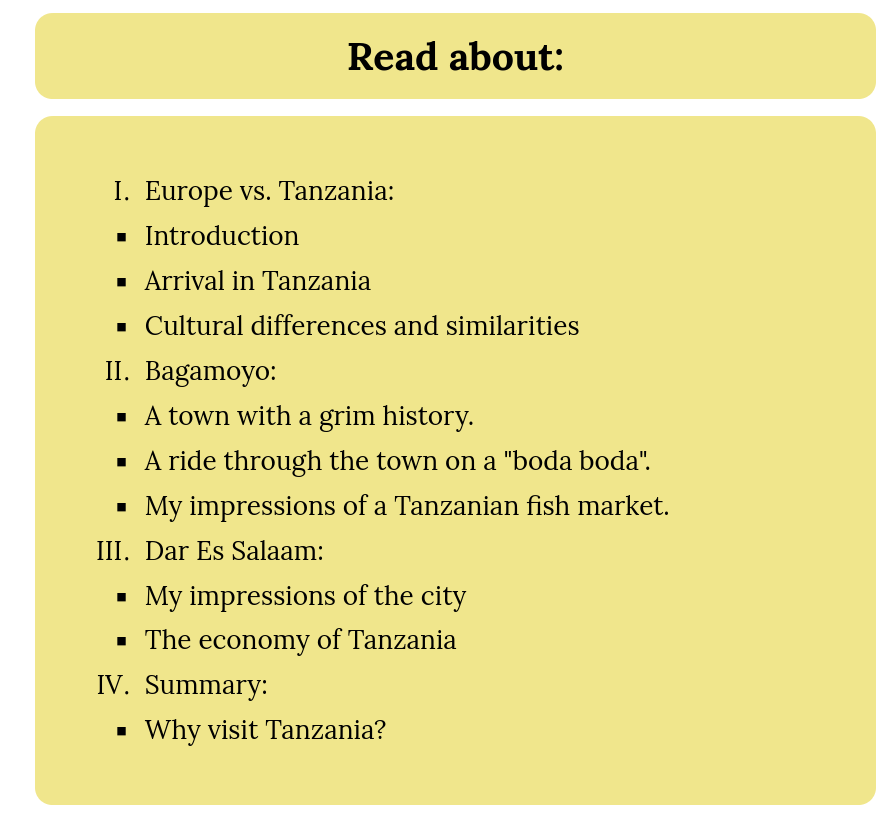 Read about:
I. Europe vs. Tanzania:
▪ Introduction
▪ Arrival in Tanzania
▪ Cultural differences and similarities
II. Bagamoyo:
▪ A town with a grim history.
▪ A ride through the town on a "boda boda".
▪ My impressions of a Tanzanian fish market.
III. Dar Es Salaam:
▪ My impressions of the city
▪ The economy of Tanzania
IV. Summary:
▪ Why visit Tanzania?